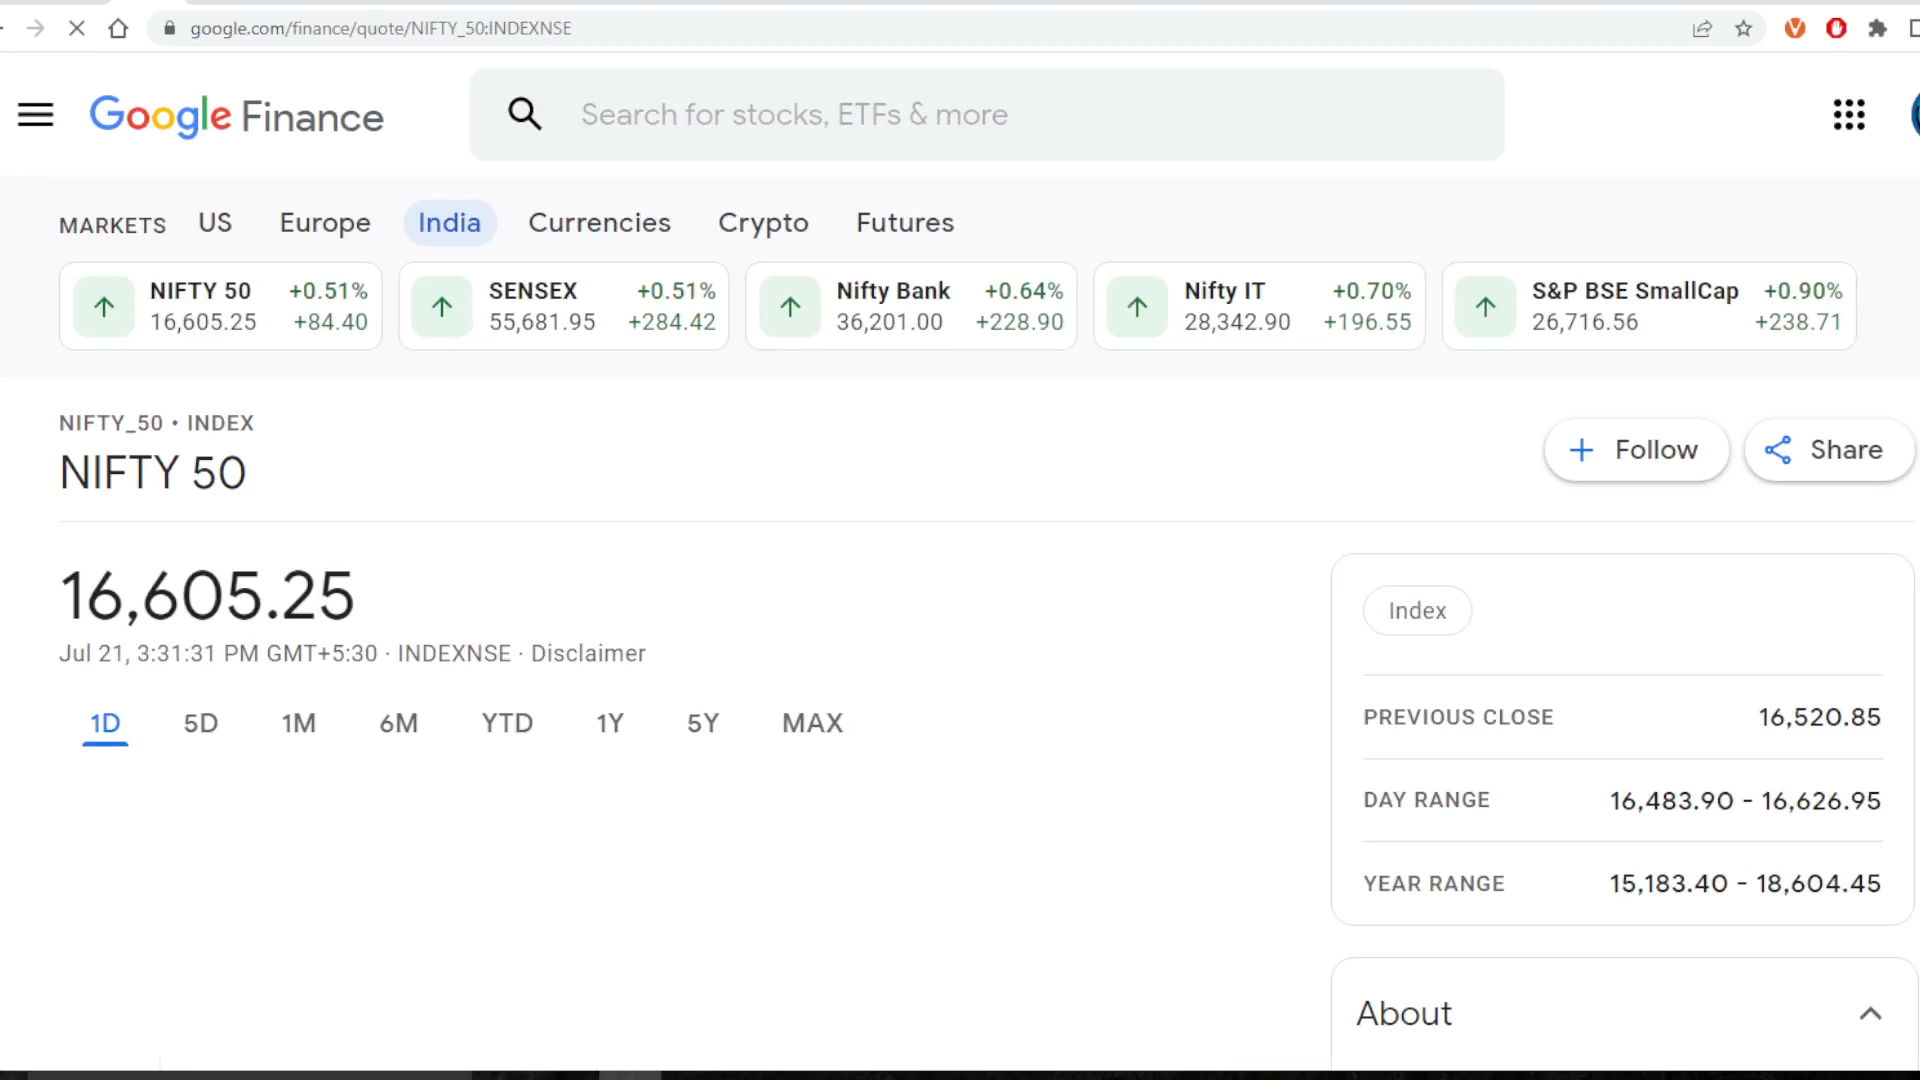 google.com/finance/quote/NIFTY_50:INDEXNSE
Google Finance
Search for stocks, ETFs & more
MARKETS US Europe India Currencies Crypto Futures
NIFTY 50 +0.51% SENSEX +0.51% Nifty Bank +0.64% Nifty IT +0.70% S&P BSE SmallCap +0.90%
16,605.25 +84.40 55,681.95 +284.42 36,201.00 +228.90 28,342.90 +196.55 26,716.56 +238.71
NIFTY_50 • INDEX
NIFTY 50
Follow Share
16,605.25
Jul 21, 3:31:31 PM GMT+5:30 · INDEXNSE · Disclaimer
1D 5D 1M 6M YTD 1Y 5Y MAX
Index
PREVIOUS CLOSE 16,520.85
DAY RANGE 16,483.90 - 16,626.95
YEAR RANGE 15,183.40 - 18,604.45
About